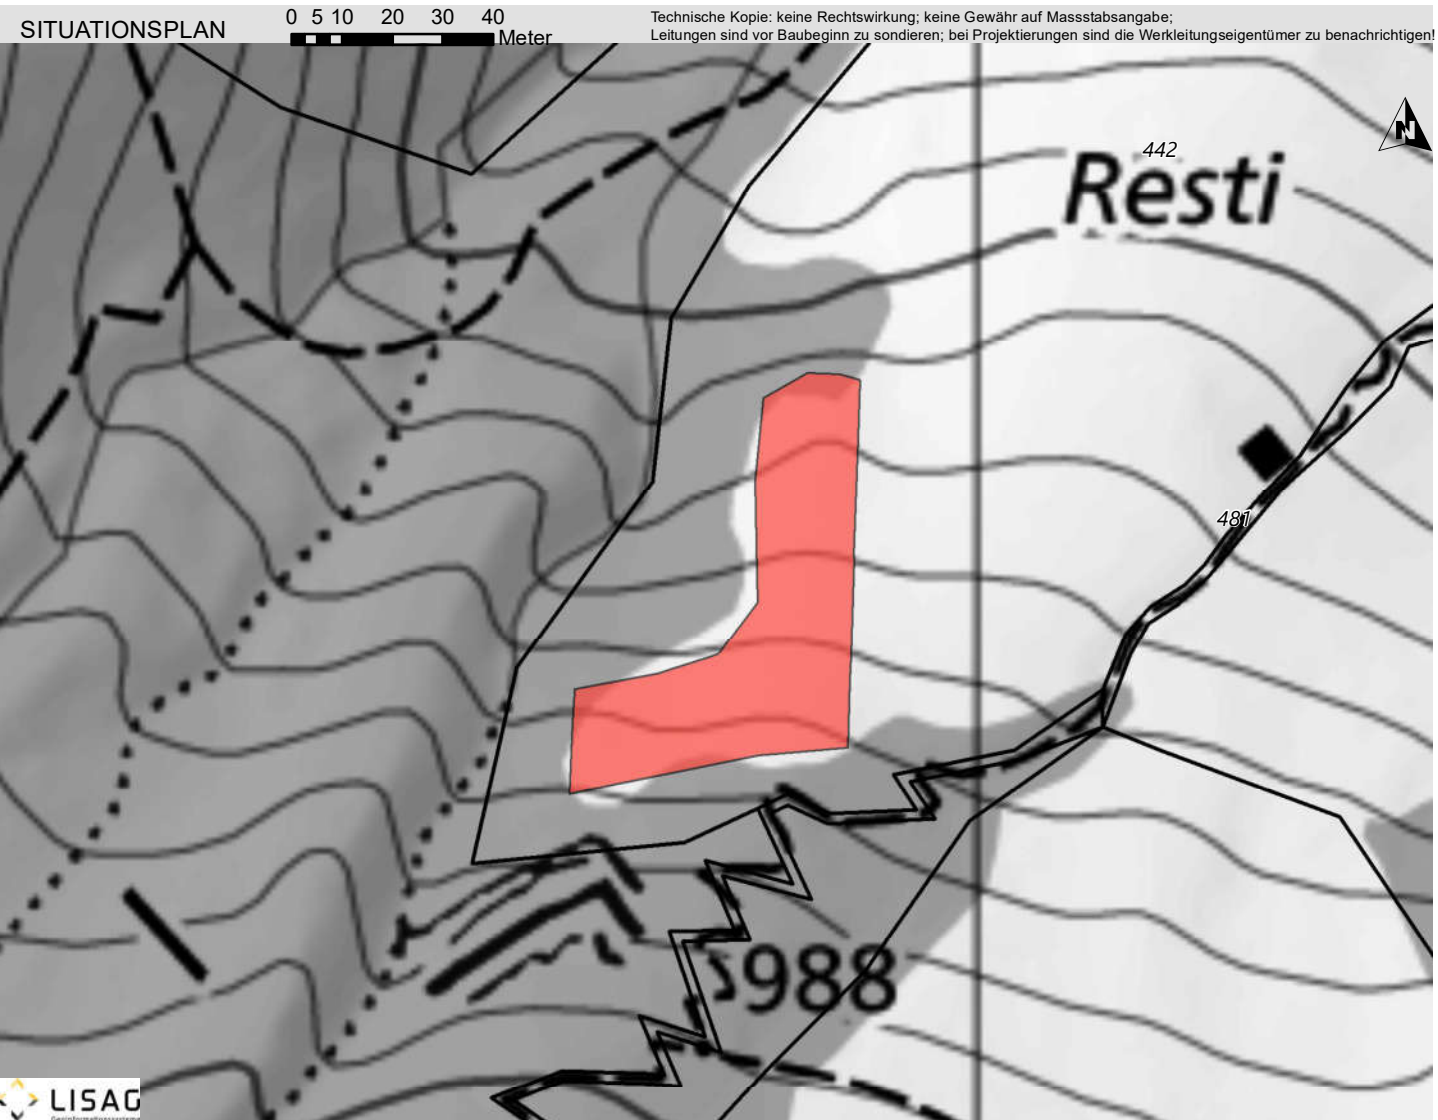 SITUATIONSPLAN
0 5 10 20 30 40
Meter
Technische Kopie: keine Rechtswirkung; keine Gewähr auf Massstabsangabe;
Leitungen sind vor Baubeginn zu sondieren; bei Projektierungen sind die Werkleitungseigentümer zu benachrichtigen!
N
442
Resti
481
988
LISAG